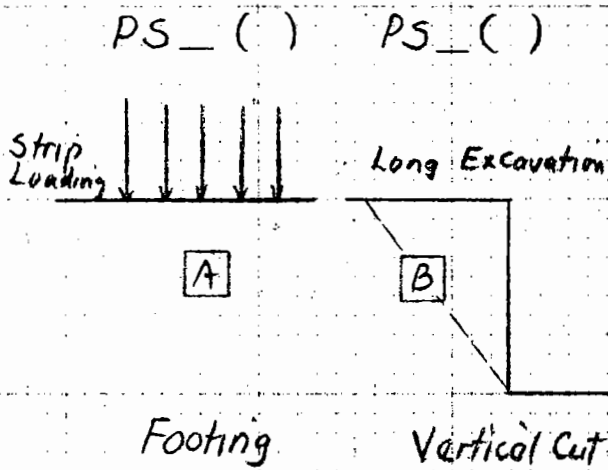 PS_( ) PS_( )
Strip
Loading
Long Excavation
A B
Footing Vertical Cut